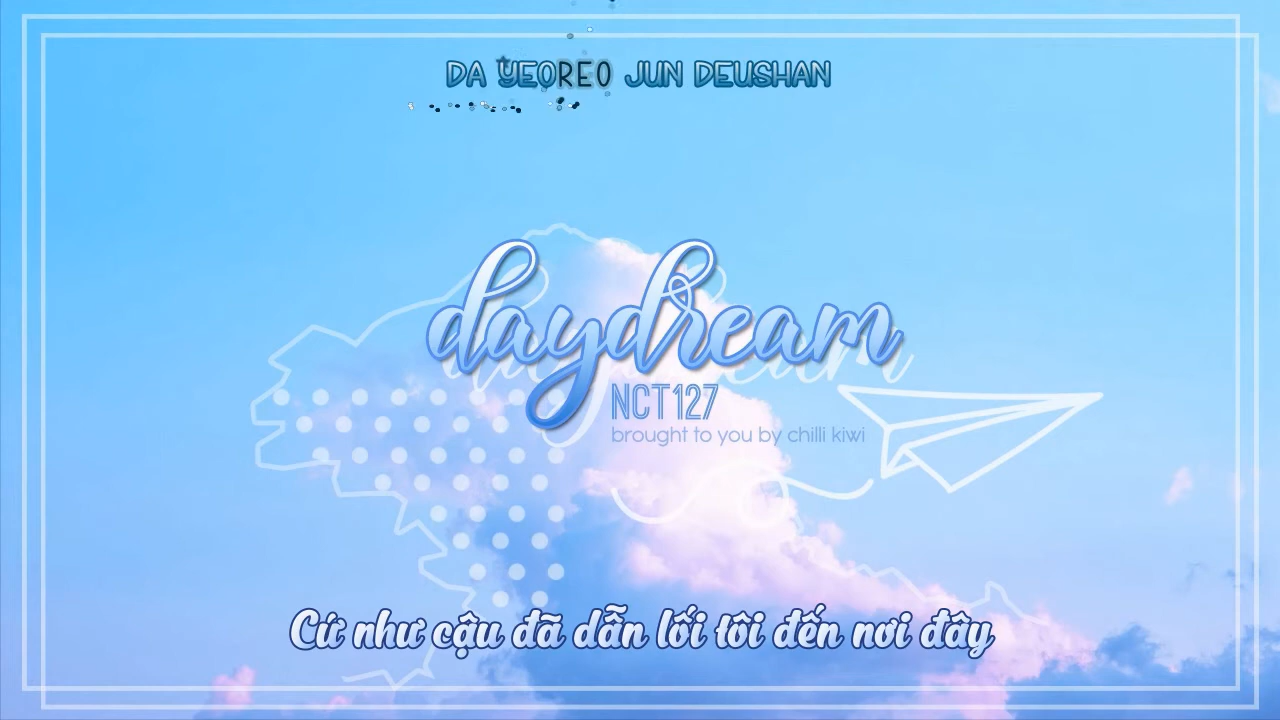 DA YEOREO JUN DEUSHAN
daydream
NCT127
brought to you by chilli kiwi
Cứ như cậu đã dẫn lối tôi đến nơi đây